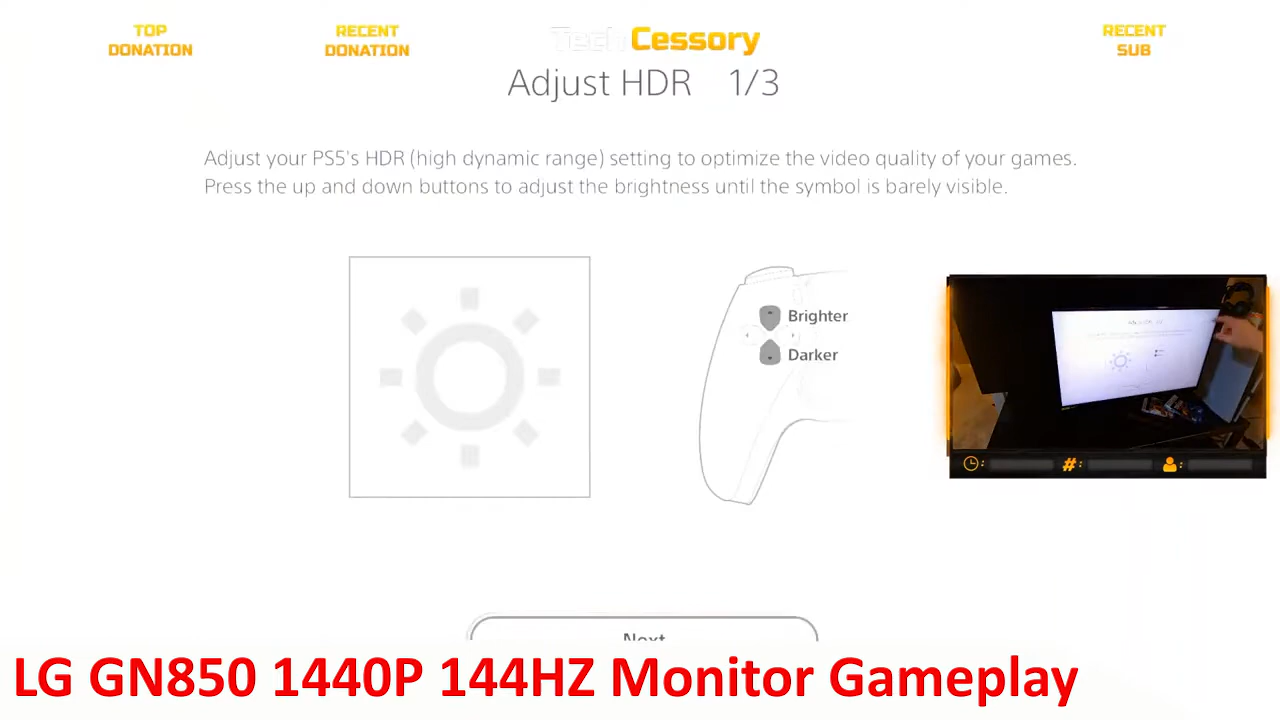 TOP
DONATION
RECENT
DONATION
TechCessory
RECENT
SUB
Adjust HDR 1/3
Adjust your PS5's HDR (high dynamic range) setting to optimize the video quality of your games.
Press the up and down buttons to adjust the brightness until the symbol is barely visible.
Brighter
Darker
#:
Next
LG GN850 1440P 144HZ Monitor Gameplay